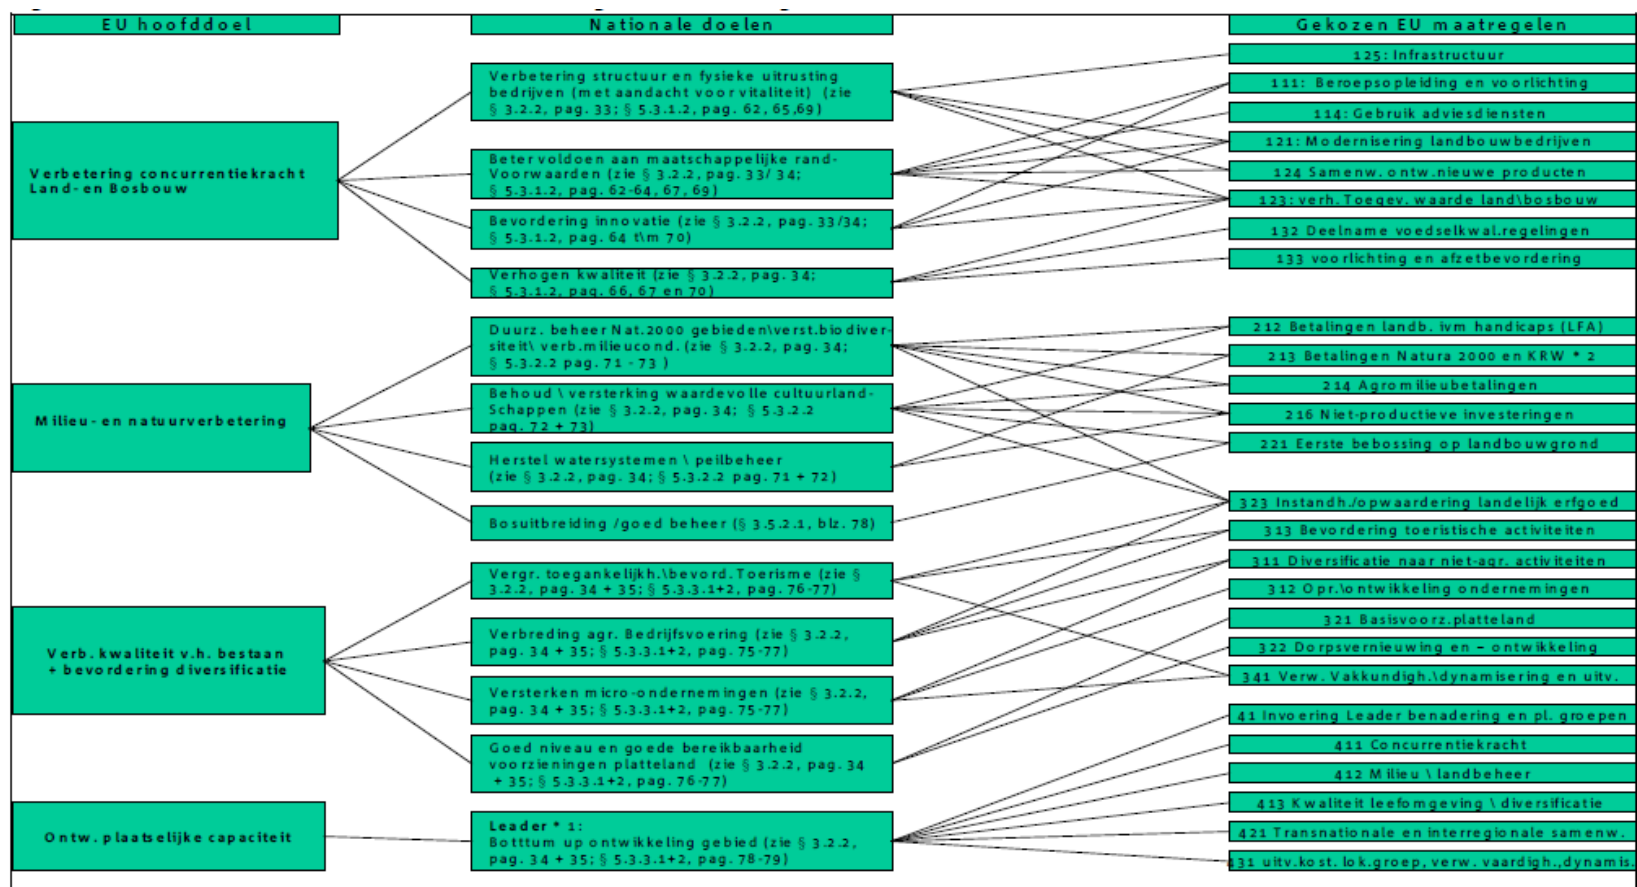 EU hoofddoel
Nationale doelen
Gekozen EU maatregelen
Verbetering concurrentiekracht
Land- en Bosbouw
Milieu- en natuurverbetering
Verb. kwaliteit v.h. bestaan
+ bevordering diversificatie
Ontw. plaatselijke capaciteit
Verbetering structuur en fysieke uitrusting
bedrijven (met aandacht voor vitaliteit) (zie
§ 3.2.2, pag. 33; § 5.3.1.2, pag. 62, 65,69)
Beter voldoen aan maatschappelijke rand-
Voorwaarden (zie § 3.2.2, pag. 33/ 34;
§ 5.3.1.2, pag. 62-64, 67, 69)
Bevordering innovatie (zie § 3.2.2, pag. 33/34;
§ 5.3.1.2, pag. 64 t\m 70)
Verhogen kwaliteit (zie § 3.2.2, pag. 34;
§ 5.3.1.2, pag. 66, 67 en 70)
Duurz. beheer Nat.2000 gebieden\verst.biodiver-
siteit\ verb.milieucond. (zie § 3.2.2, pag. 34;
§ 5.3.2.2 pag. 71 - 73 )
Behoud \ versterking waardevolle cultuurland-
Schappen (zie § 3.2.2, pag. 34; § 5.3.2.2
pag. 72 + 73)
Herstel watersystemen \ peilbeheer
(zie § 3.2.2, pag. 34; § 5.3.2.2 pag. 71 + 72)
Bosuitbreiding /goed beheer (§ 3.5.2.1, blz. 78)
Vergr. toegankelijkh.\bevord. Toerisme (zie §
3.2.2, pag. 34 + 35; § 5.3.3.1+2, pag. 76-77)
Verbreding agr. Bedrijfsvoering (zie § 3.2.2,
pag. 34 + 35; § 5.3.3.1+2, pag. 75-77)
Versterken micro-ondernemingen (zie § 3.2.2,
pag. 34 + 35; § 5.3.3.1+2, pag. 75-77)
Goed niveau en goede bereikbaarheid
voorzieningen platteland (zie § 3.2.2, pag. 34
+ 35; § 5.3.3.1+2, pag. 76-77)
Leader * 1:
Botttum up ontwikkeling gebied (zie § 3.2.2,
pag. 34 + 35; § 5.3.3.1+2, pag. 78-79)
125: Infrastructuur
111: Beroepsopleiding en voorlichting
114: Gebruik adviesdiensten
121: Modernisering landbouwbedrijven
124 Samenw. ontw.nieuwe producten
123: verh. Toegev. waarde land\bosbouw
132 Deelname voedselkwal.regelingen
133 voorlichting en afzetbevordering
212 Betalingen landb. ivm handicaps (LFA)
213 Betalingen Natura 2000 en KRW * 2
214 Agromilieubetalingen
216 Niet-productieve investeringen
221 Eerste bebossing op landbouwgrond
323 Instandh./opwaardering landelijk erfgoed
313 Bevordering toeristische activiteiten
311 Diversificatie naar niet-agr. activiteiten
312 Opr.\ontwikkeling ondernemingen
321 Basisvoorz.platteland
322 Dorpsvernieuwing en – ontwikkeling
341 Verw. Vakkundigh.\dynamisering en uitv.
41 Invoering Leader benadering en pl. groepen
411 Concurrentiekracht
412 Milieu \ landbeheer
413 Kwaliteit leefomgeving \ diversificatie
421 Transnationale en interregionale samenw.
431 uitv.kost. lok.groep, verw. vaardigh.,dynamis.